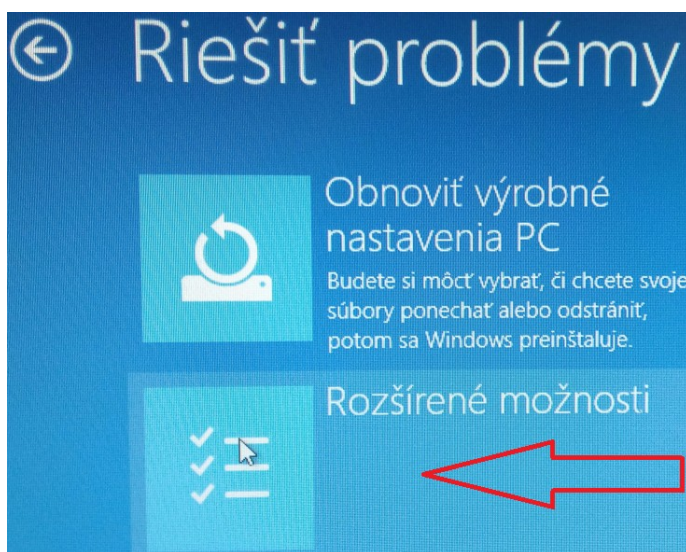 Riešiť problémy
Obnoviť výrobné
nastavenia PC
Budete si môcť vybrať, či chcete svoje
súbory ponechať alebo odstrániť,
potom sa Windows preinštaluje.
Rozšírené možnosti